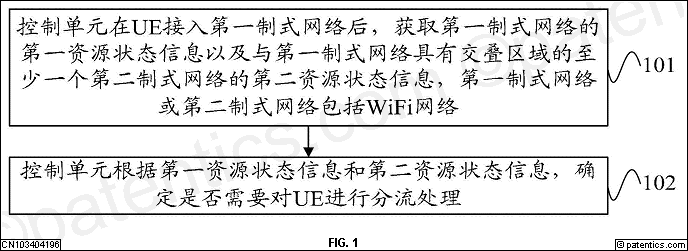 控制单元在UE接入第一制式网络后，获取第一制式网络的
第一资源状态信息以及与第一制式网络具有交叠区域的至
少一个第二制式网络的第二资源状态信息，第一制式网络
或第二制式网络包括WiFi网络
101
控制单元根据第一资源状态信息和第二资源状态信息，确
定是否需要对UE进行分流处理
102
CN103404196
FIG. 1
©patentics.com